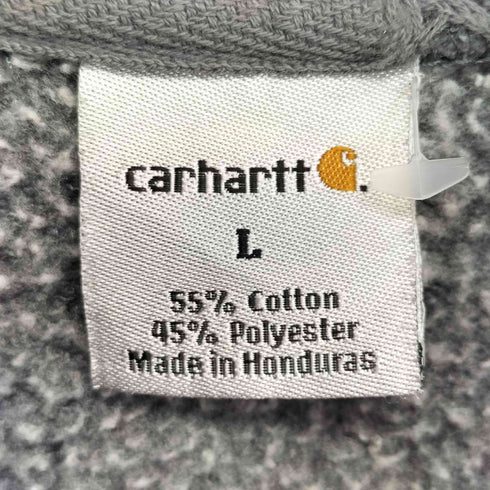 carhartt
L
55% Cotton
45% Polyester
Made in Honduras